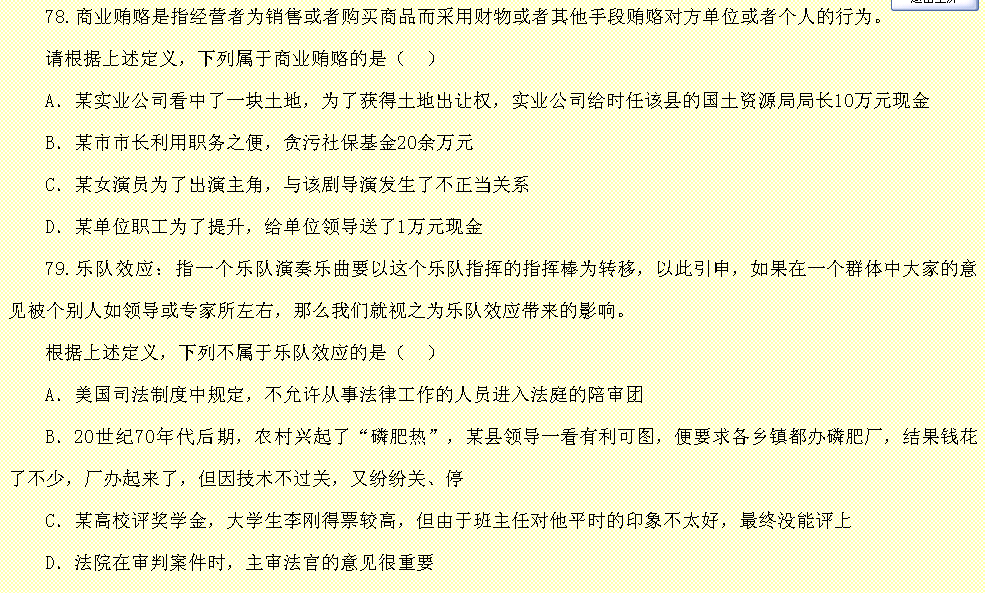 78.商业贿赂是指经营者为销售或者购买商品而采用财物或者其他手段贿赂对方单位或者个人的行为。
请根据上述定义，下列属于商业贿赂的是（　）
A．某实业公司看中了一块土地，为了获得土地出让权，实业公司给时任该县的国土资源局局长10万元现金
B．某市市长利用职务之便，贪污社保基金20余万元
C．某女演员为了出演主角，与该剧导演发生了不正当关系
D．某单位职工为了提升，给单位领导送了1万元现金
79.乐队效应：指一个乐队演奏乐曲要以这个乐队指挥的指挥棒为转移，以此引申，如果在一个群体中大家的意
见被个别人如领导或专家所左右，那么我们就视之为乐队效应带来的影响。
根据上述定义，下列不属于乐队效应的是（　）
A．美国司法制度中规定，不允许从事法律工作的人员进入法庭的陪审团
B．20世纪70年代后期，农村兴起了“磷肥热”，某县领导一看有利可图，便要求各乡镇都办磷肥厂，结果钱花
了不少，厂办起来了，但因技术不过关，又纷纷关、停
C．某高校评奖学金，大学生李刚得票较高，但由于班主任对他平时的印象不太好，最终没能评上
D．法院在审判案件时，主审法官的意见很重要